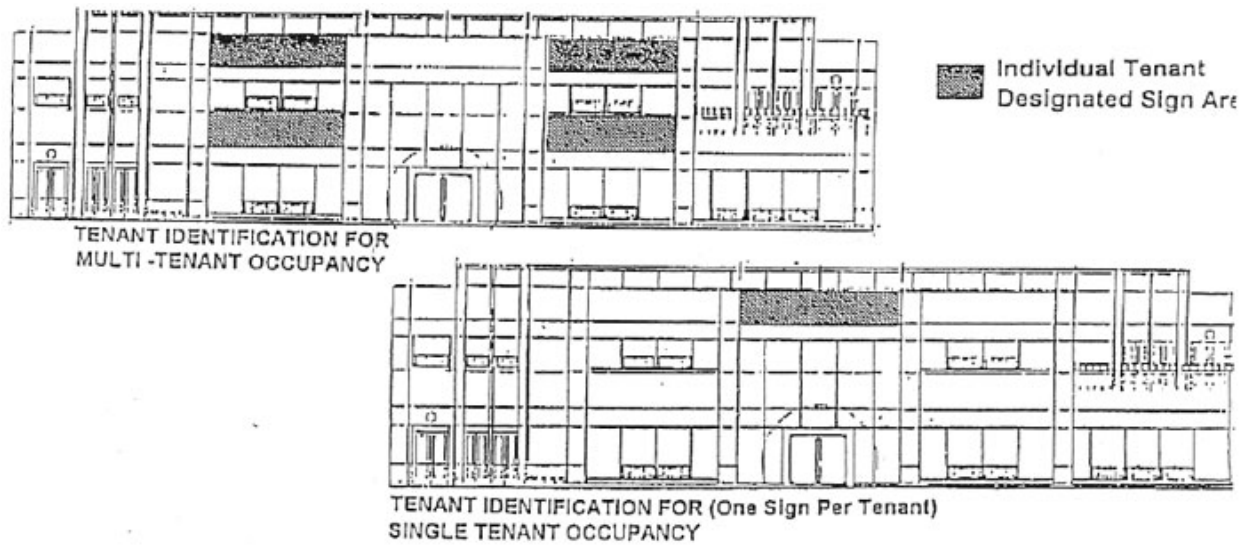 Individual Tenant
Designated Sign Are
TENANT IDENTIFICATION FOR
MULTI -TENANT OCCUPANCY
TENANT IDENTIFICATION FOR (One Sign Per Tenant)
SINGLE TENANT OCCUPANCY